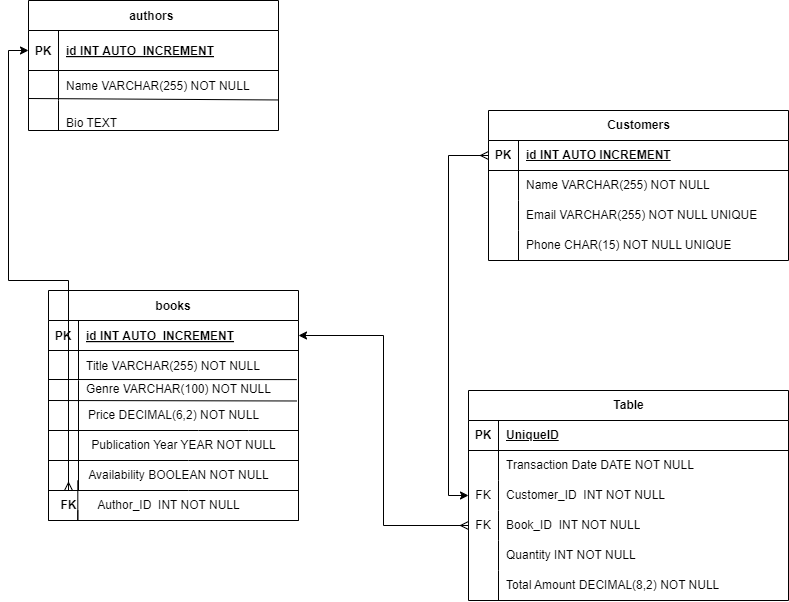 authors
PK id INT AUTO_INCREMENT
Name VARCHAR(255) NOT NULL
Bio TEXT
Customers
PK id INT AUTO_INCREMENT
Name VARCHAR(255) NOT NULL
Email VARCHAR(255) NOT NULL UNIQUE
Phone CHAR(15) NOT NULL UNIQUE
books
PK id INT AUTO_INCREMENT
Title VARCHAR(255) NOT NULL
Genre VARCHAR(100) NOT NULL
Price DECIMAL(6,2) NOT NULL
Publication Year YEAR NOT NULL
Availability BOOLEAN NOT NULL
FK Author_ID INT NOT NULL
Table
PK UniqueID
Transaction Date DATE NOT NULL
FK Customer_ID INT NOT NULL
FK Book_ID INT NOT NULL
Quantity INT NOT NULL
Total Amount DECIMAL(8,2) NOT NULL